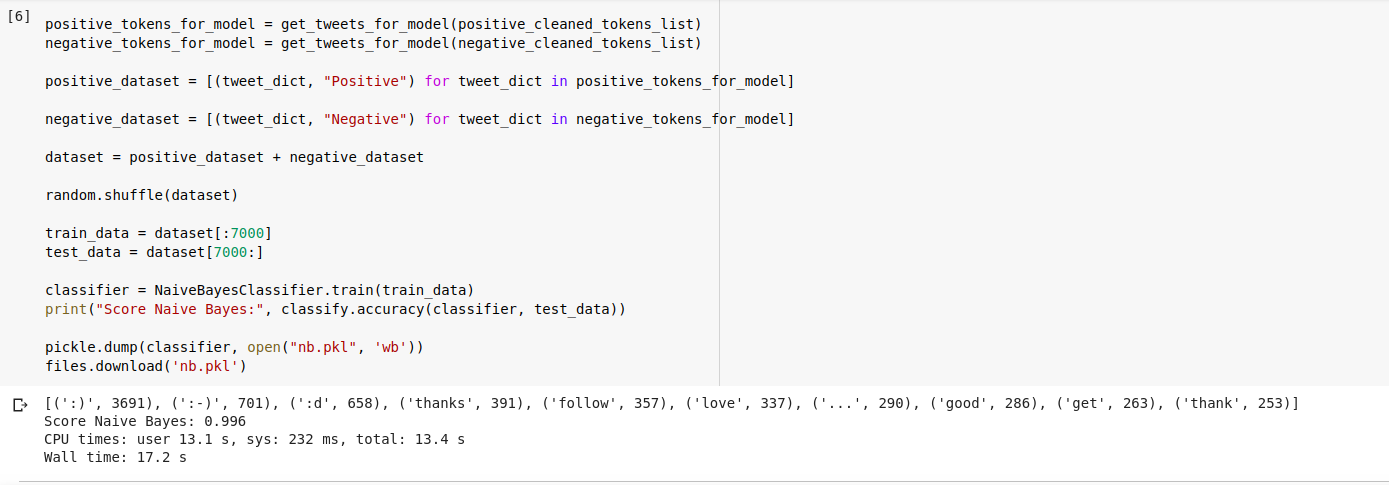 [6]
positive_tokens_for_model = get_tweets_for_model(positive_cleaned_tokens_list)
negative_tokens_for_model = get_tweets_for_model(negative_cleaned_tokens_list)
positive_dataset = [(tweet_dict, "Positive") for tweet_dict in positive_tokens_for_model]
negative_dataset = [(tweet_dict, "Negative") for tweet_dict in negative_tokens_for_model]
dataset = positive_dataset + negative_dataset
random.shuffle(dataset)
train_data = dataset[:7000]
test_data = dataset[7000:]
classifier = NaiveBayesClassifier.train(train_data)
print("Score Naive Bayes:", classify.accuracy(classifier, test_data))
pickle.dump(classifier, open("nb.pkl", 'wb'))
files.download('nb.pkl')
[(':)', 3691), (':-)', 701), (':d', 658), ('thanks', 391), ('follow', 357), ('love', 337), ('...', 290), ('good', 286), ('get', 263), ('thank', 253)]
Score Naive Bayes: 0.996
CPU times: user 13.1 s, sys: 232 ms, total: 13.4 s
Wall time: 17.2 s